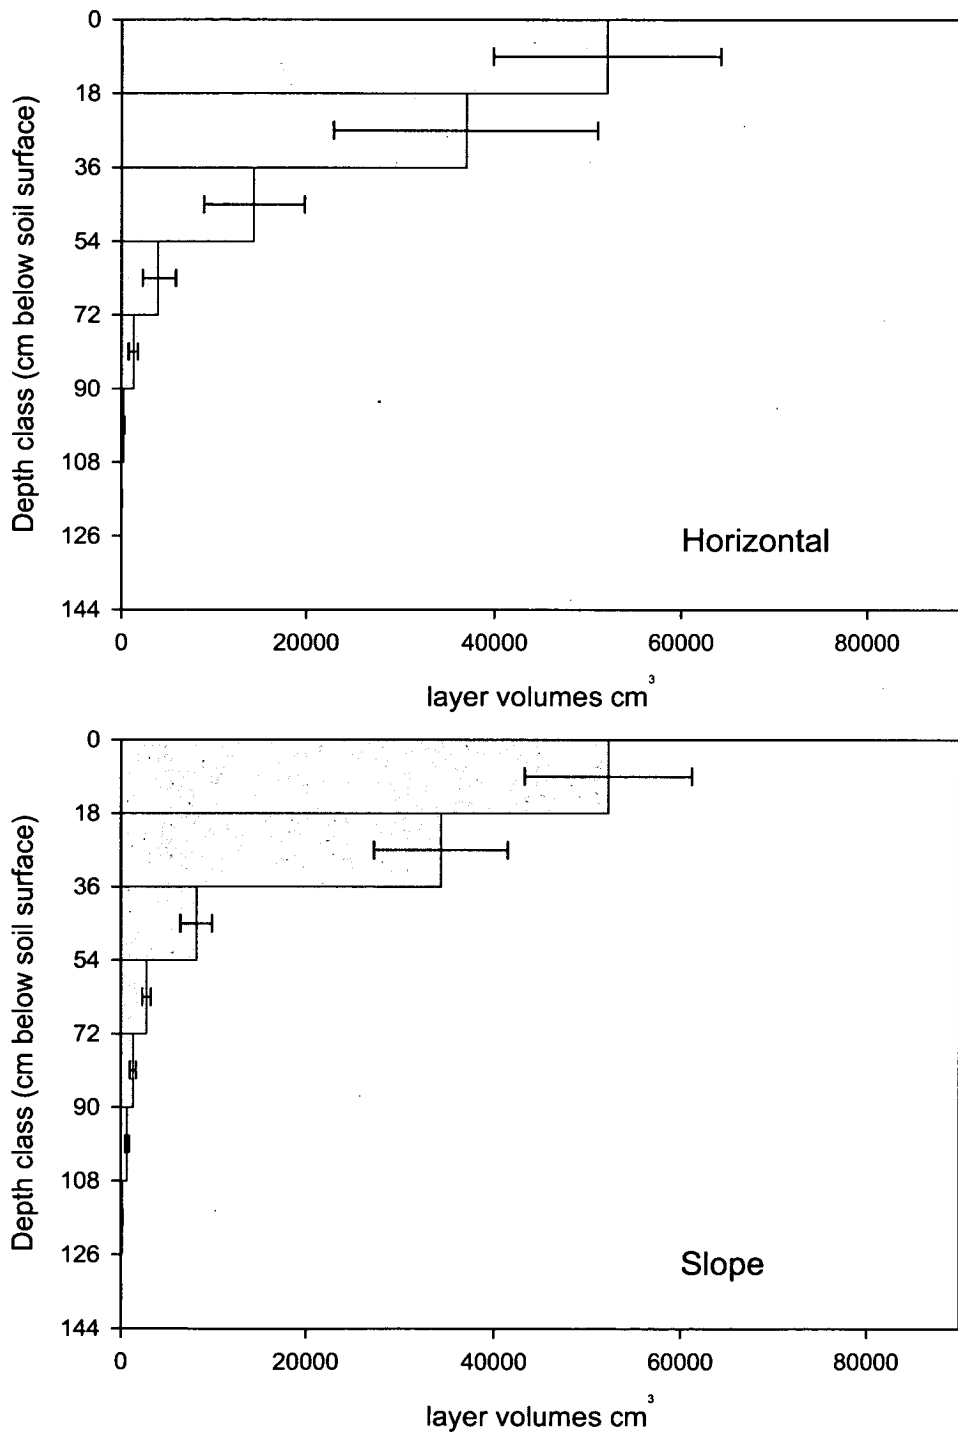 Depth class (cm below soil surface)
0
18
36
54
72
90
108
126
144
Horizontal
0 20000 40000 60000 80000
layer volumes cm³
Depth class (cm below soil surface)
0
18
36
54
72
90
108
126
144
Slope
0 20000 40000 60000 80000
layer volumes cm³